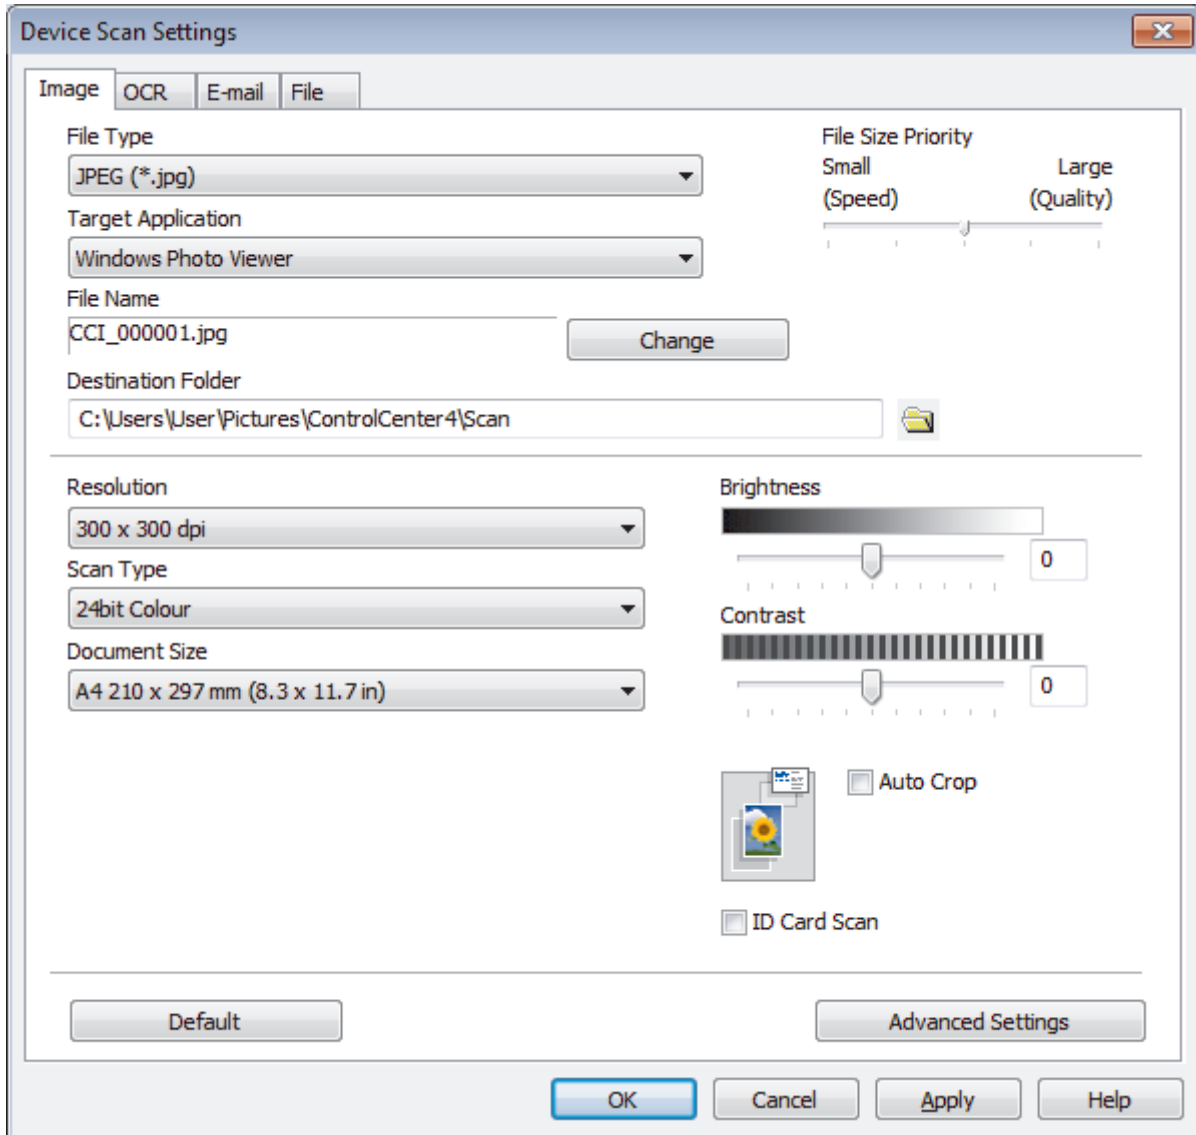 Device Scan Settings
Image OCR E-mail File
File Type
JPEG (*.jpg)
Target Application
Windows Photo Viewer
File Name
CCI_000001.jpg
Change
Destination Folder
C:\Users\User\Pictures\ControlCenter4\Scan
File Size Priority
Small Large
(Speed) (Quality)
Resolution
300 x 300 dpi
Scan Type
24bit Colour
Document Size
A4 210 x 297 mm (8.3 x 11.7 in)
Brightness
0
Contrast
0
Auto Crop
ID Card Scan
Default
Advanced Settings
OK Cancel Apply Help